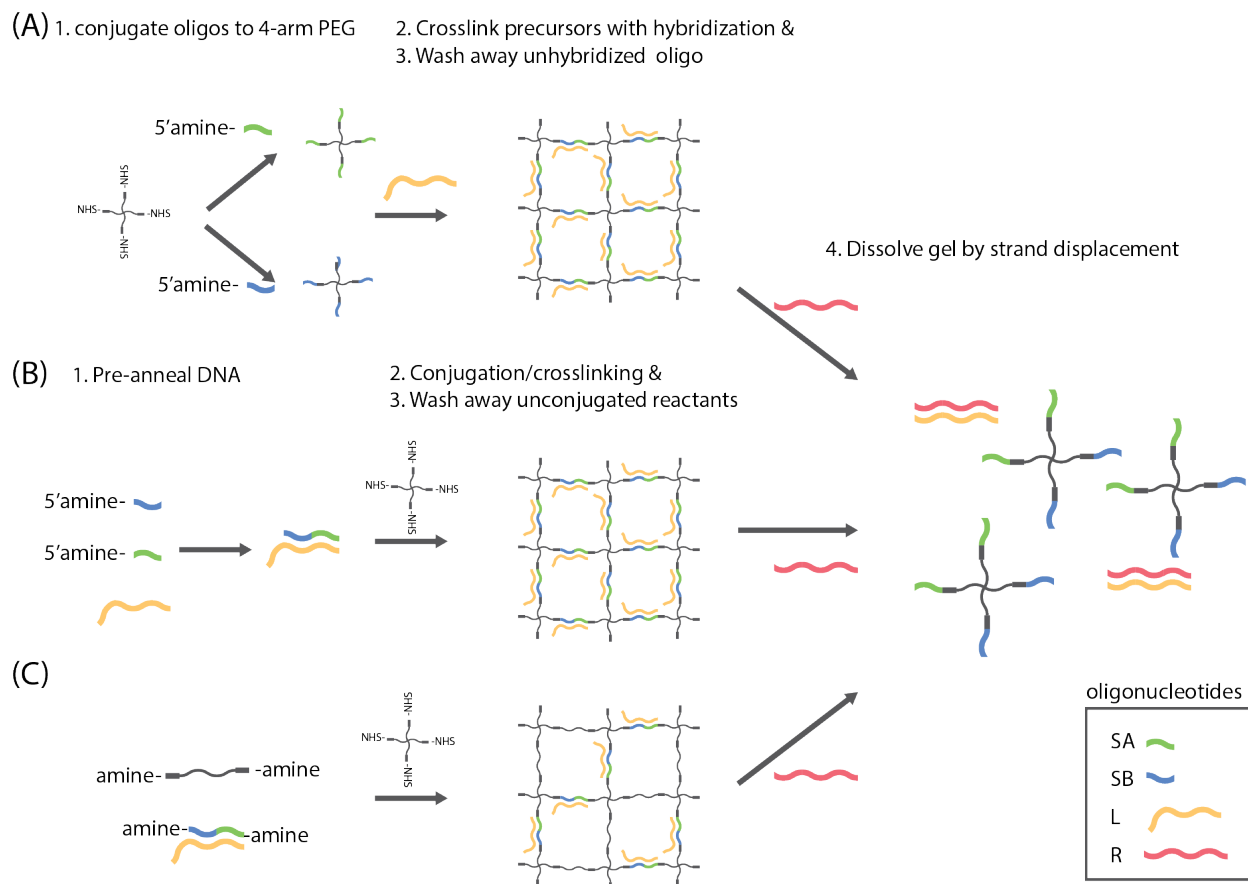 (A) 1. conjugate oligos to 4-arm PEG
2. Crosslink precursors with hybridization &
3. Wash away unhybridized oligo
5'amine-
NHS-
NHS-
-NHS
-NHS
5'amine-
4. Dissolve gel by strand displacement
(B) 1. Pre-anneal DNA
2. Conjugation/crosslinking &
3. Wash away unconjugated reactants
NHS-
NHS-
-NHS
-NHS
5'amine-
5'amine-
(C)
NHS-
NHS-
-NHS
-NHS
amine-
-amine
amine-
-amine
oligonucleotides
SA
SB
L
R